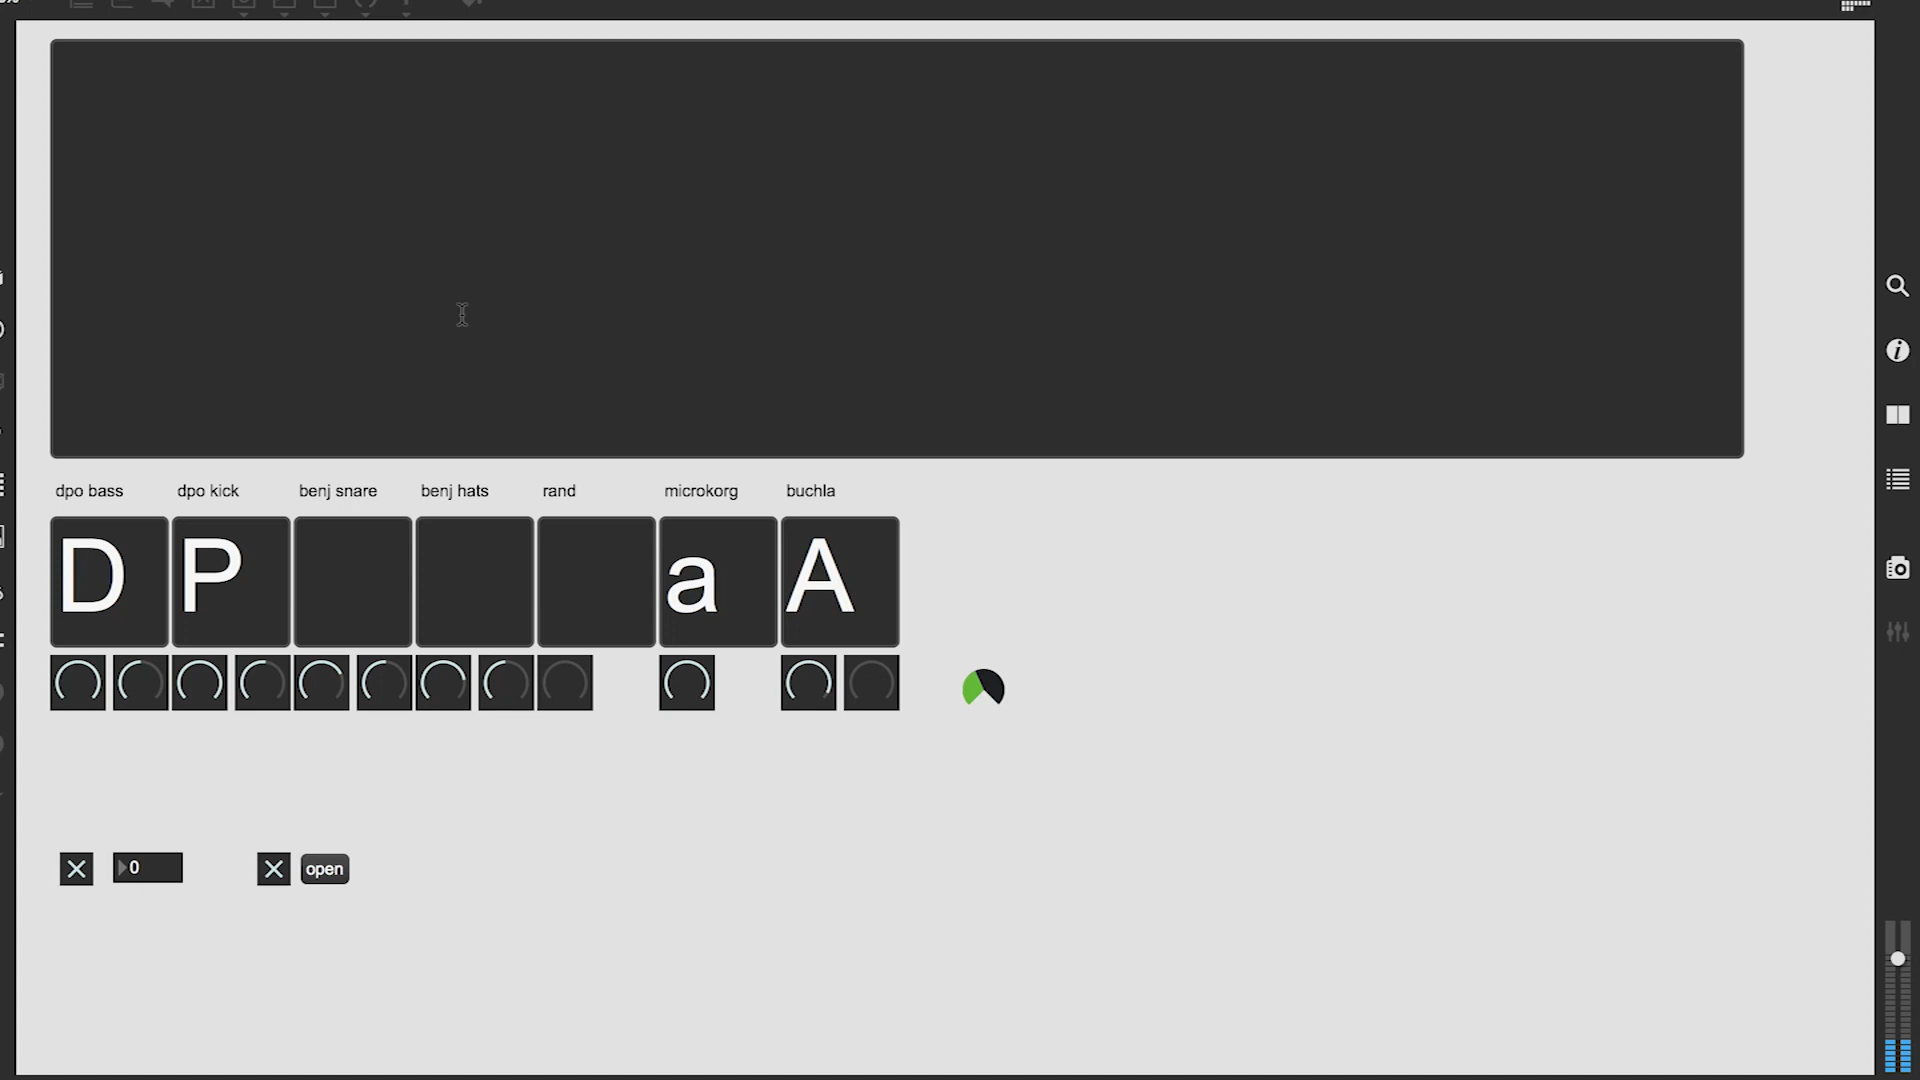 dpo bass dpo kick benj snare benj hats rand microkorg buchla
D P a A
0 open